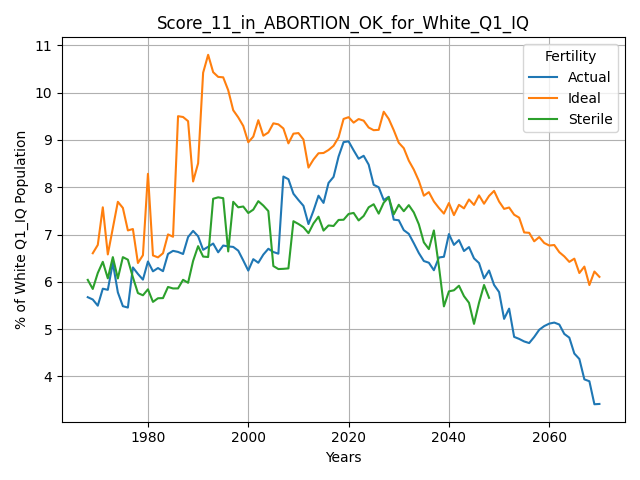 Score_11_in_ABORTION_OK_for_White_Q1_IQ
% of White Q1_IQ Population
11
10
9
8
7
6
5
4
Fertility
Actual
Ideal
Sterile
1980 2000 2020 2040 2060
Years